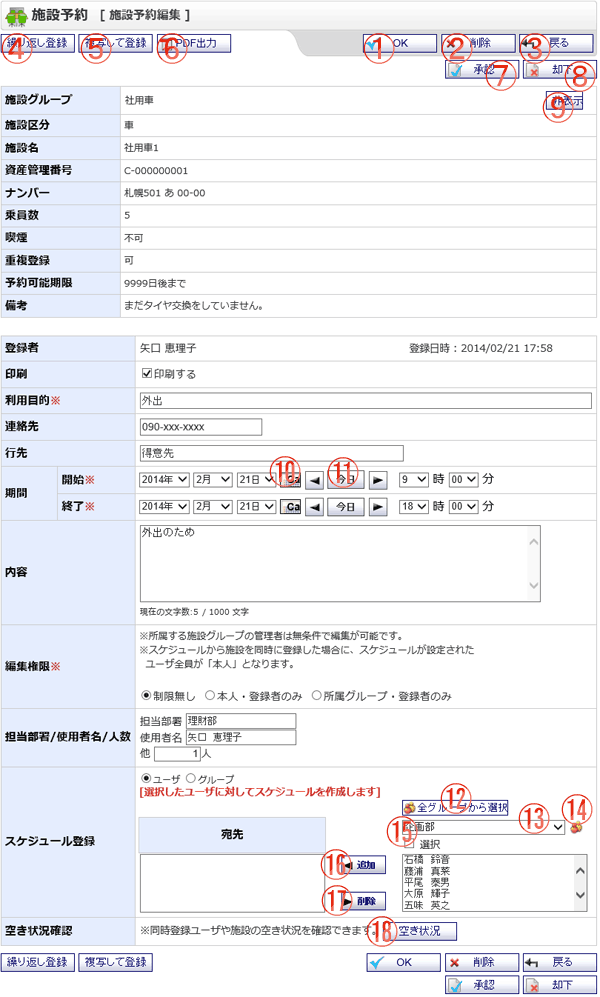 施設予約 [ 施設予約編集 ]
④繰り返し登録 ⑤複写して登録 ⑥PDF出力 ①OK ②削除 ③戻る
⑦承認 ⑧却下
施設グループ 社用車 ⑨非表示
施設区分 車
施設名 社用車1
資産管理番号 C-000000001
ナンバー 札幌501 あ 00-00
乗員数 5
喫煙 不可
重複登録 可
予約可能期限 9999日後まで
備考 まだタイヤ交換をしていません。
登録者 矢口 恵理子 登録日時：2014/02/21 17:58
印刷 印刷する
利用目的※ 外出
連絡先 090-xxx-xxxx
行先 得意先
期間 開始※ 2014年 2月 21日 ⑩Ca ⑪今日 9 時 00 分
終了※ 2014年 2月 21日 Ca 今日 18 時 00 分
内容 外出のため
現在の文字数:5 / 1000 文字
編集権限※ ※所属する施設グループの管理者は無条件で編集が可能です。
※スケジュールから施設を同時に登録した場合に、スケジュールが設定された
ユーザ全員が「本人」となります。
制限無し 本人・登録者のみ 所属グループ・登録者のみ
担当部署/使用者名/人数 担当部署 理財部
使用者名 矢口 恵理子
他 1人
スケジュール登録 ユーザ グループ
[選択したユーザに対してスケジュールを作成します]
⑫全グループから選択
宛先 企画部 ⑬ ⑭
⑮選択
⑯追加 石橋 鈴音
藤浦 真菜
平尾 泰男
⑰削除 大原 輝子
五味 英之
空き状況確認 ※同時登録ユーザや施設の空き状況を確認できます。 ⑱空き状況
繰り返し登録 複写して登録 OK 削除 戻る
承認 却下